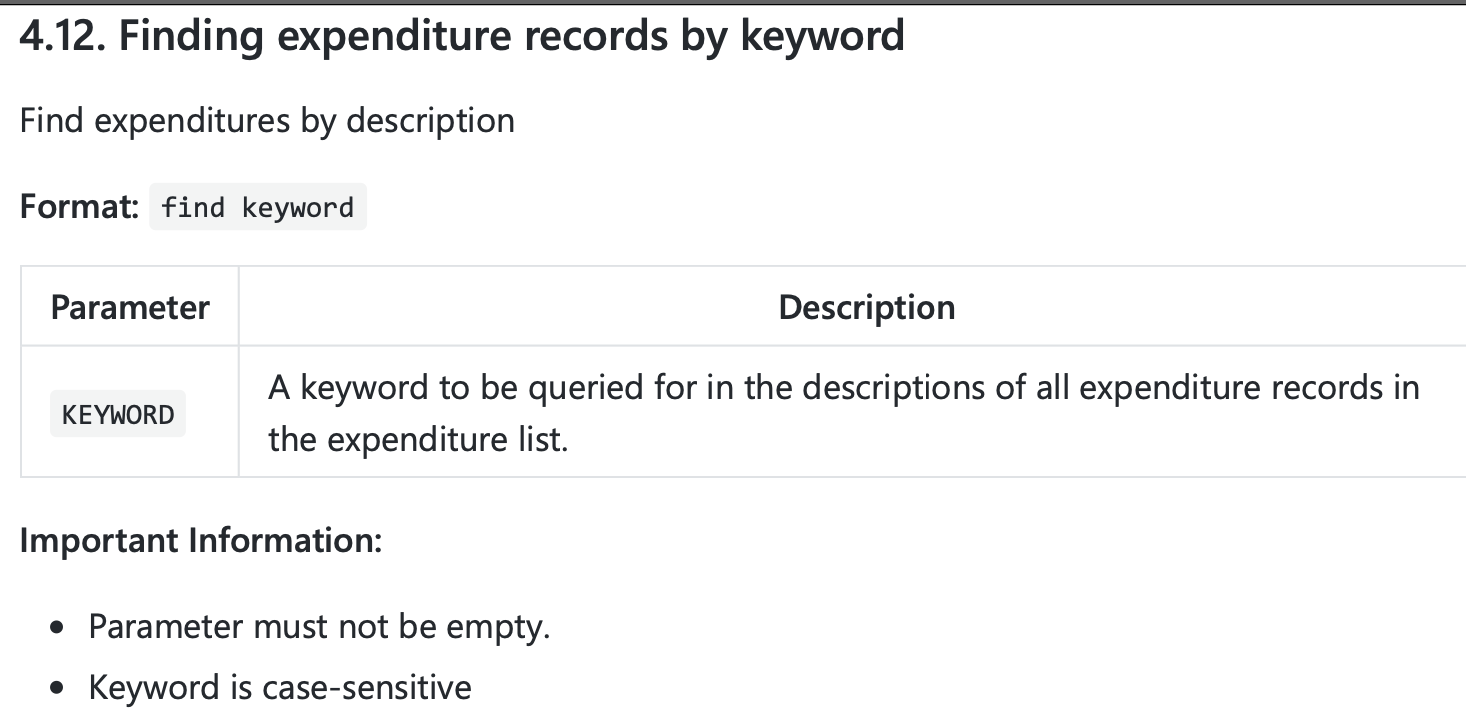 4.12. Finding expenditure records by keyword
Find expenditures by description
Format: find keyword
Parameter Description
KEYWORD A keyword to be queried for in the descriptions of all expenditure records in
the expenditure list.
Important Information:
• Parameter must not be empty.
• Keyword is case-sensitive